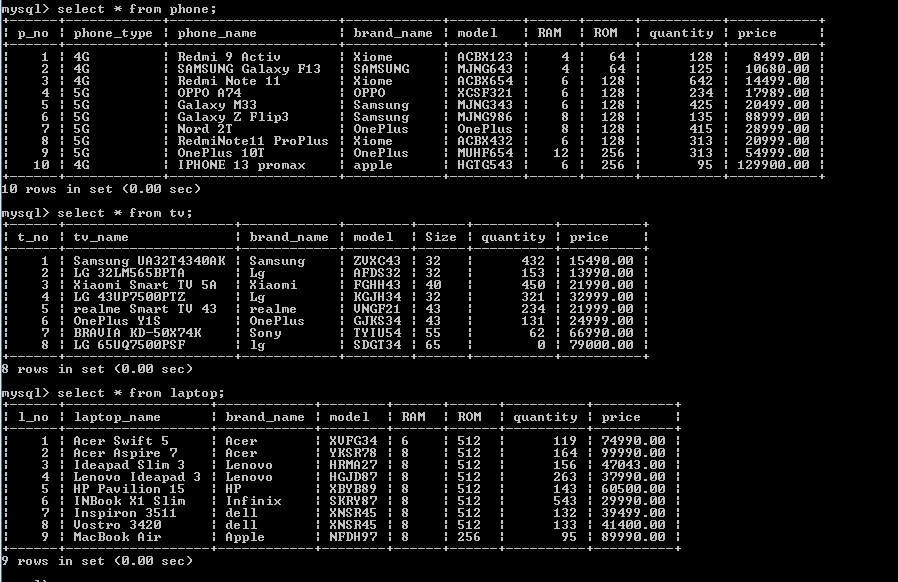 mysql> select * from phone;
| p_no | phone_type | phone_name | brand_name | model | RAM | ROM | quantity | price |
| 1 | 4G | Redmi 9 Activ | Xiome | ACBX123 | 4 | 64 | 128 | 8499.00 |
| 2 | 4G | SAMSUNG Galaxy F13 | SAMSUNG | MJNG643 | 4 | 64 | 125 | 10680.00 |
| 3 | 4G | Redmi Note 11 | Xiome | ACBX654 | 6 | 128 | 642 | 14499.00 |
| 4 | 5G | OPPO A74 | OPPO | XCSF321 | 6 | 128 | 234 | 17989.00 |
| 5 | 5G | Galaxy M33 | Samsung | MJNG343 | 6 | 128 | 425 | 20499.00 |
| 6 | 5G | Galaxy Z Flip3 | Samsung | MJNG986 | 8 | 128 | 135 | 88999.00 |
| 7 | 5G | Nord 2T | OnePlus | OnePlus | 8 | 128 | 415 | 28999.00 |
| 8 | 5G | RedmiNote11 ProPlus | Xiome | ACBX432 | 6 | 128 | 313 | 20999.00 |
| 9 | 5G | OnePlus 10T | OnePlus | MUHF654 | 12 | 256 | 313 | 54999.00 |
| 10 | 4G | IPHONE 13 promax | apple | HGTG543 | 6 | 256 | 95 | 129900.00 |
10 rows in set (0.00 sec)
mysql> select * from tv;
| t_no | tv_name | brand_name | model | Size | quantity | price |
| 1 | Samsung UA32T4340AK | Samsung | ZVXC43 | 32 | 432 | 15490.00 |
| 2 | LG 32LM565BPTA | Lg | AFDS32 | 32 | 153 | 13990.00 |
| 3 | Xiaomi Smart TV 5A | Xiaomi | FGHH43 | 40 | 450 | 21990.00 |
| 4 | LG 43UP7500PTZ | Lg | KGJH34 | 32 | 321 | 32999.00 |
| 5 | realme Smart TV 43 | realme | VNGF21 | 43 | 234 | 21999.00 |
| 6 | OnePlus Y1S | OnePlus | GJKS34 | 43 | 131 | 24999.00 |
| 7 | BRAVIA KD-50X74K | Sony | TYIU54 | 55 | 62 | 66990.00 |
| 8 | LG 65UQ7500PSF | lg | SDGT34 | 65 | 0 | 79000.00 |
8 rows in set (0.00 sec)
mysql> select * from laptop;
| l_no | laptop_name | brand_name | model | RAM | ROM | quantity | price |
| 1 | Acer Swift 5 | Acer | XVFG34 | 6 | 512 | 119 | 74990.00 |
| 2 | Acer Aspire 7 | Acer | YKSR78 | 8 | 512 | 164 | 99990.00 |
| 3 | Ideapad Slim 3 | Lenovo | HRMA27 | 8 | 512 | 156 | 47043.00 |
| 4 | Lenovo Ideapad 3 | Lenovo | HGJD87 | 8 | 512 | 263 | 37990.00 |
| 5 | HP Pavilion 15 | HP | XBYB89 | 8 | 512 | 143 | 60500.00 |
| 6 | INBook X1 Slim | Infinix | SKRY87 | 8 | 512 | 543 | 29990.00 |
| 7 | Inspiron 3511 | dell | XNSR45 | 8 | 512 | 132 | 39499.00 |
| 8 | Vostro 3420 | dell | XNSR45 | 8 | 512 | 133 | 41400.00 |
| 9 | MacBook Air | Apple | NFDH97 | 8 | 256 | 95 | 89990.00 |
9 rows in set (0.00 sec)